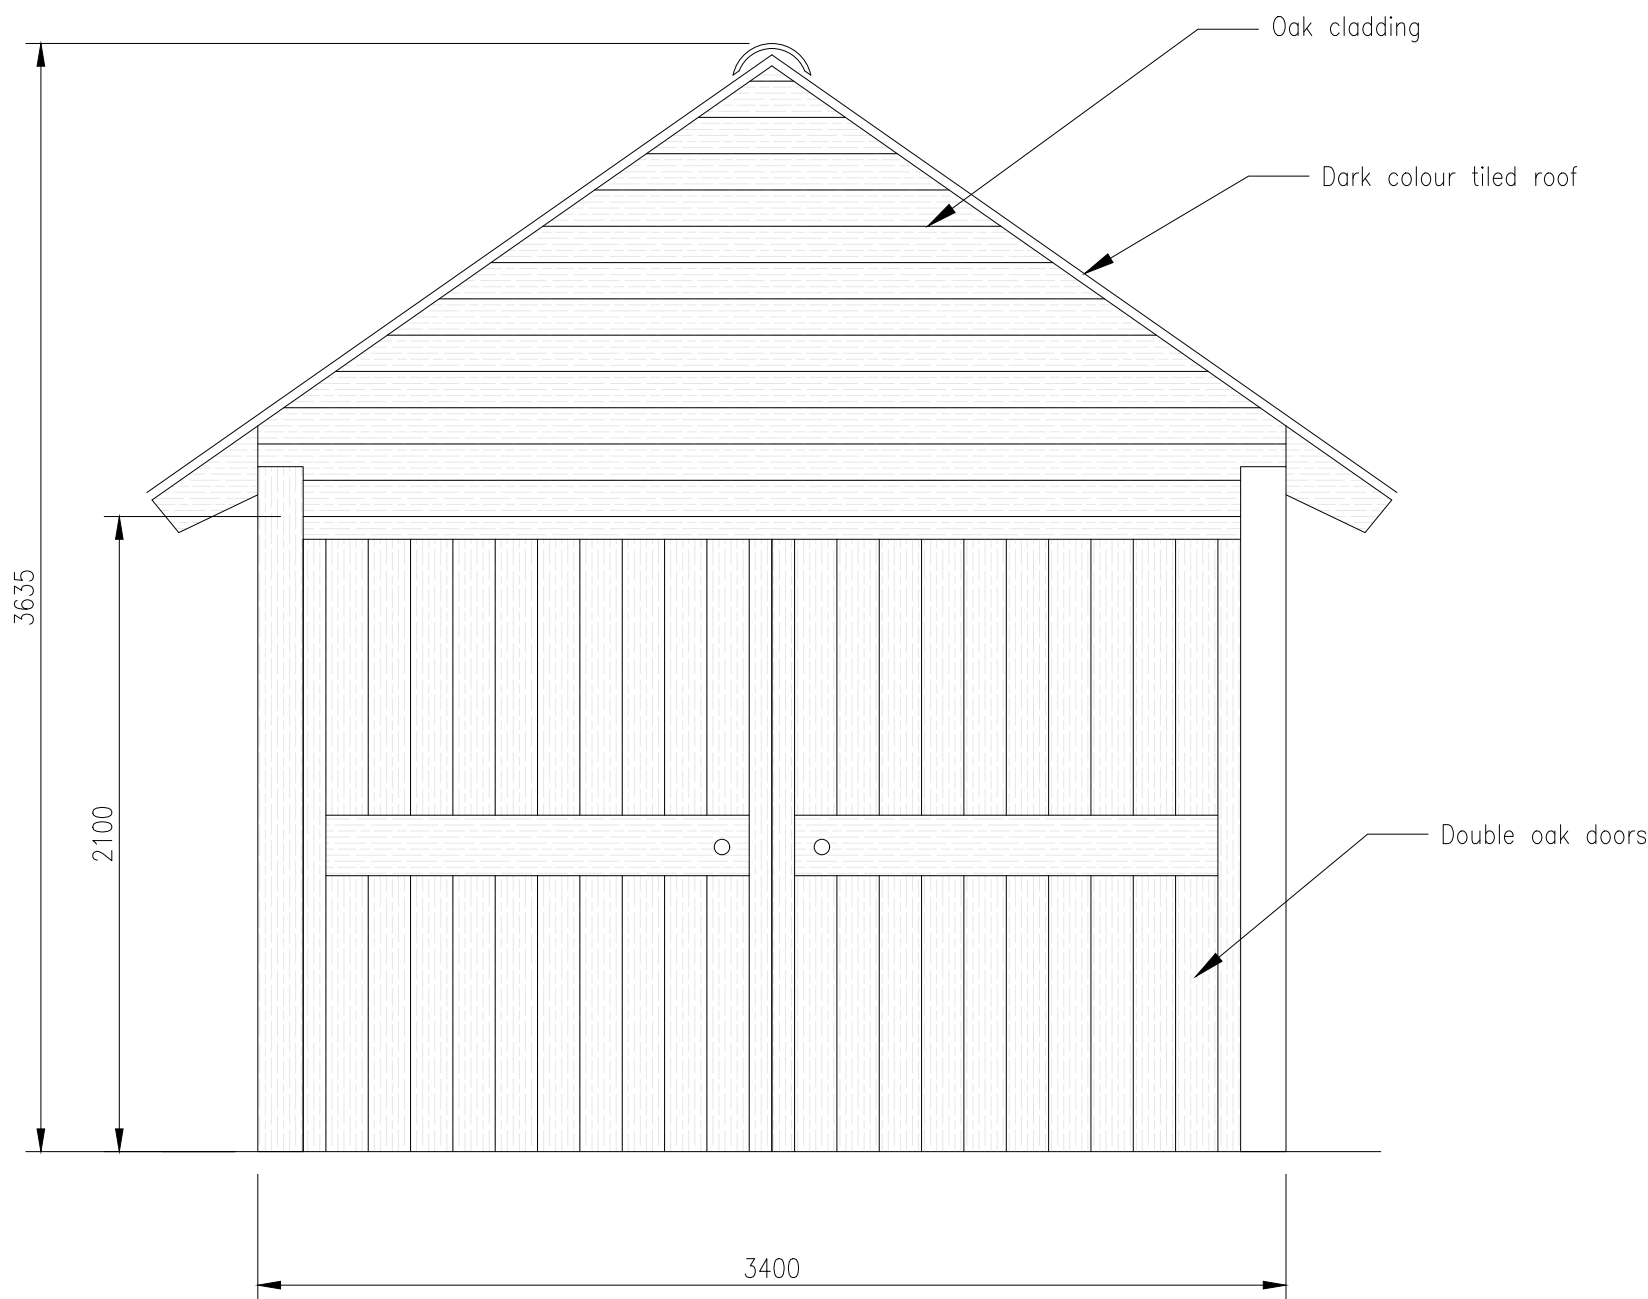 Oak cladding
Dark colour tiled roof
3635
2100
Double oak doors
3400